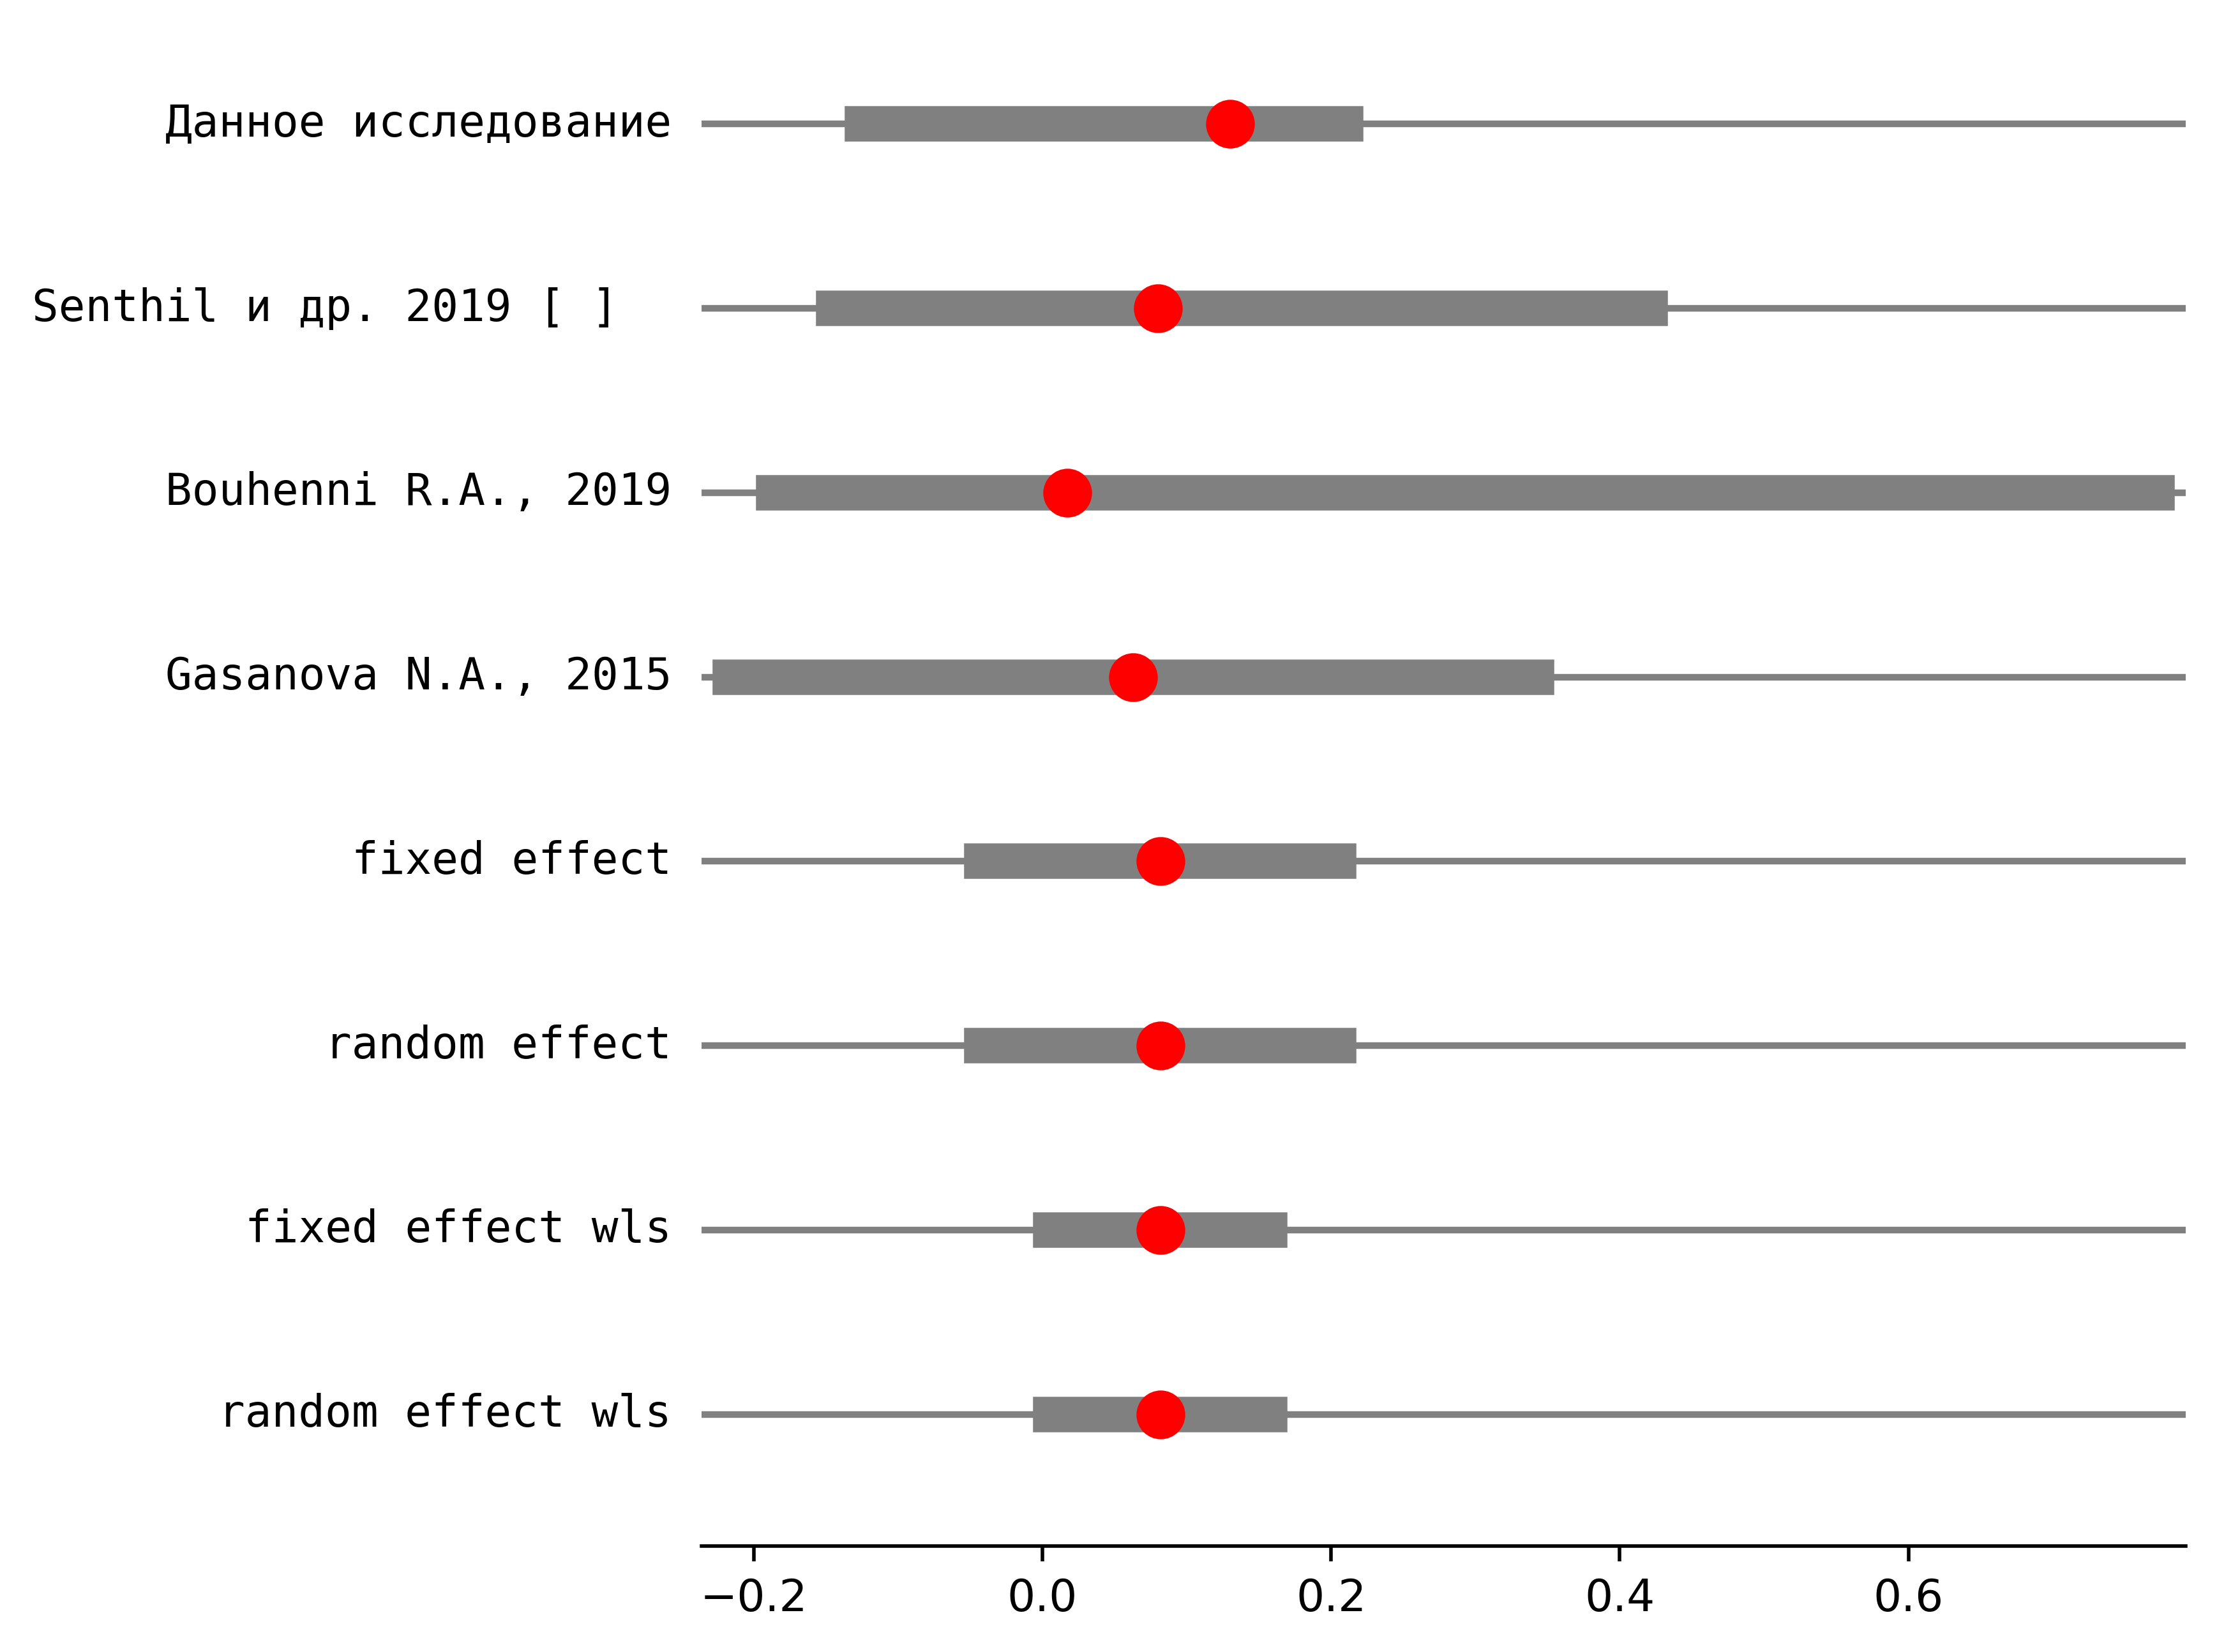 Данное исследование
Senthil и др. 2019 [ ]
Bouhenni R.A., 2019
Gasanova N.A., 2015
fixed effect
random effect
fixed effect wls
random effect wls
−0.2 0.0 0.2 0.4 0.6